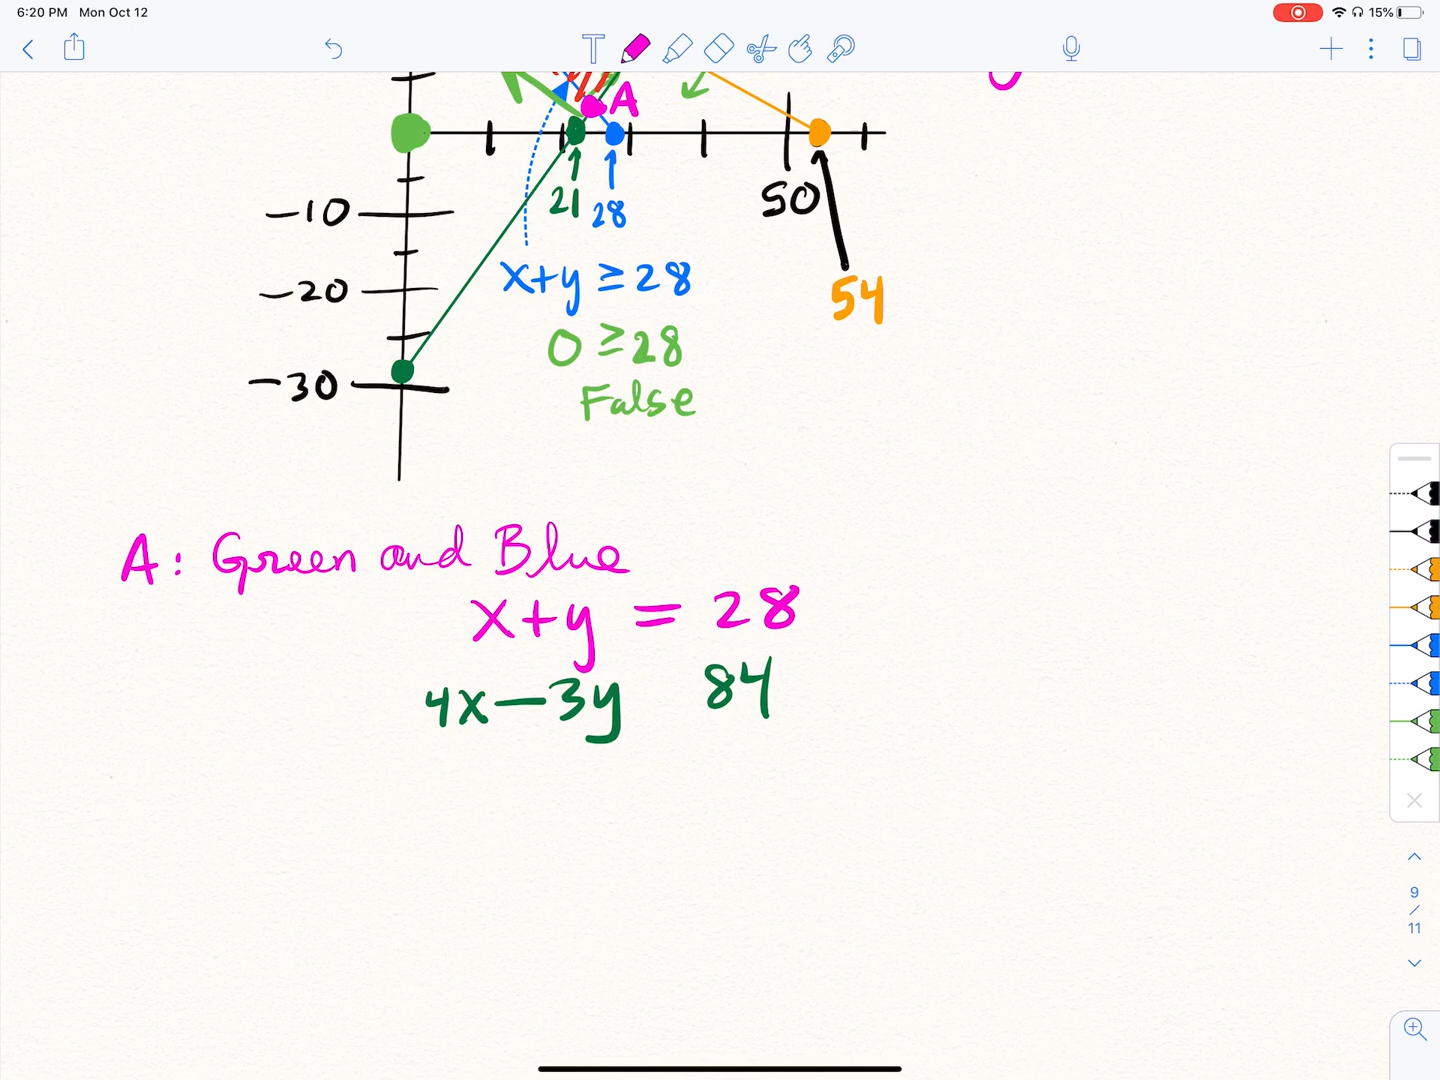 6:20 PM Mon Oct 12
15%
T
A
50
21
28
-10
x+y ≥ 28
-20
54
0 ≥ 28
-30
False
A: Green and Blue
x+y = 28
4x-3y 84
9
/
11